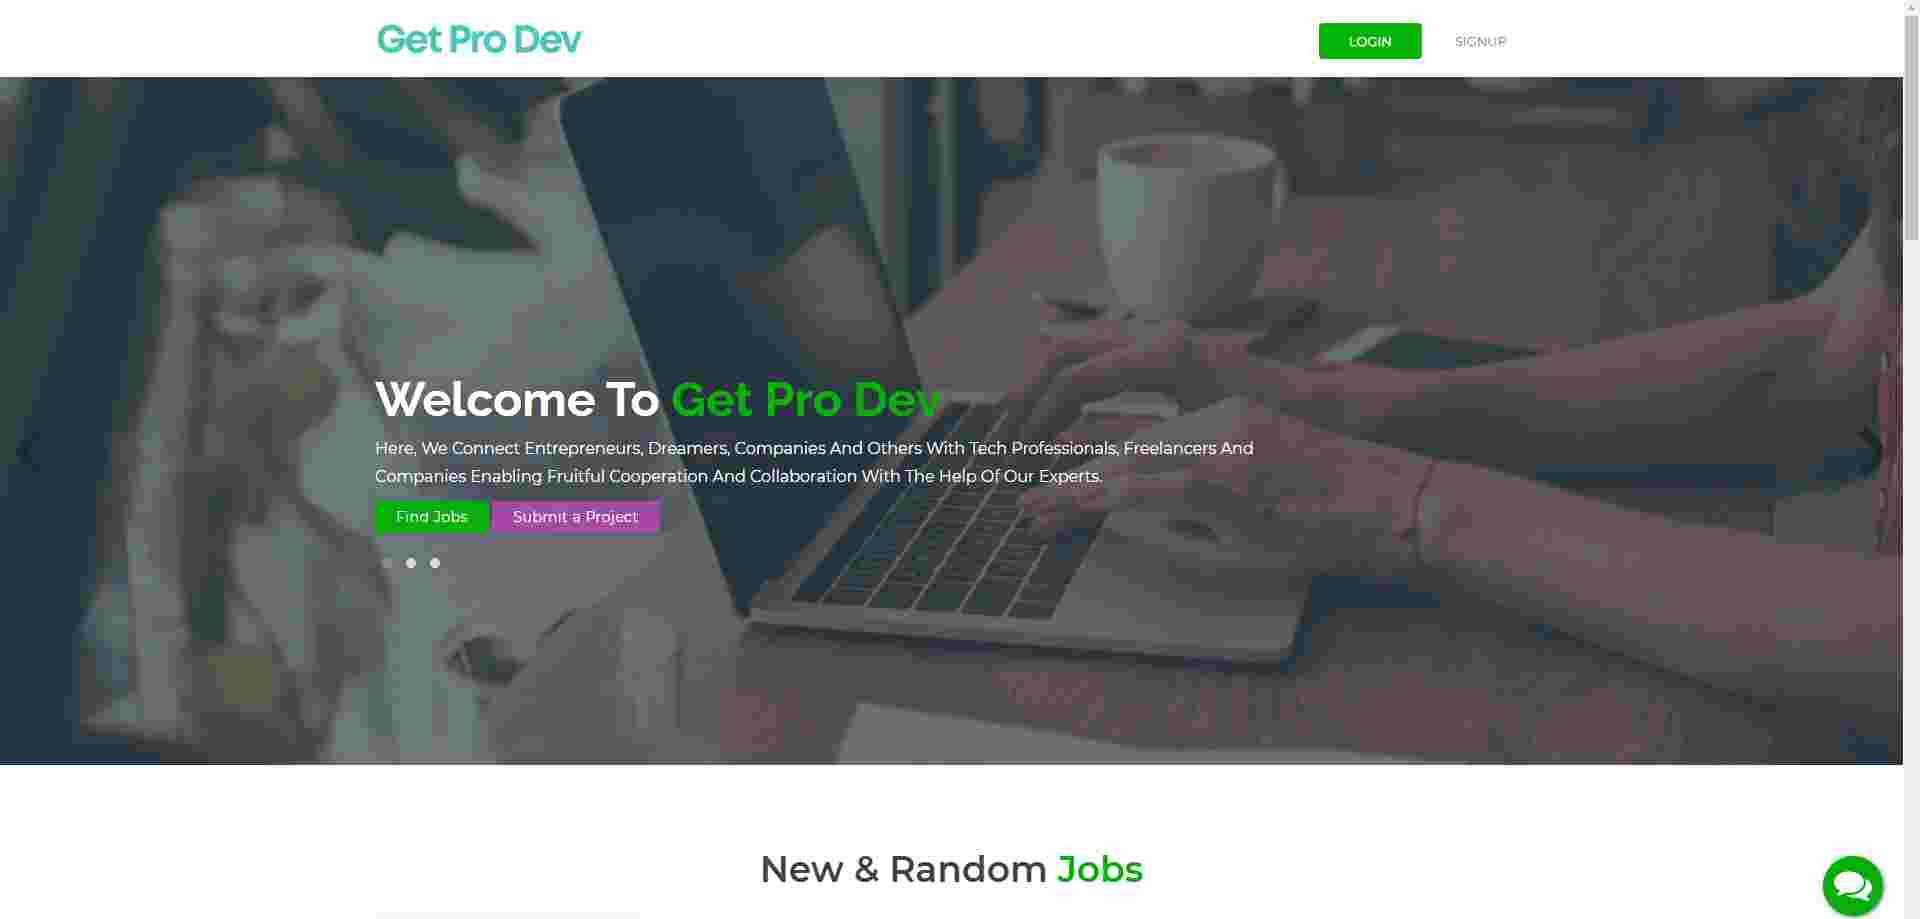 Get Pro Dev
LOGIN
SIGNUP
Welcome To Get Pro Dev
Here, We Connect Entrepreneurs, Dreamers, Companies And Others With Tech Professionals, Freelancers And
Companies Enabling Fruitful Cooperation And Collaboration With The Help Of Our Experts.
Find Jobs
Submit a Project
New & Random Jobs